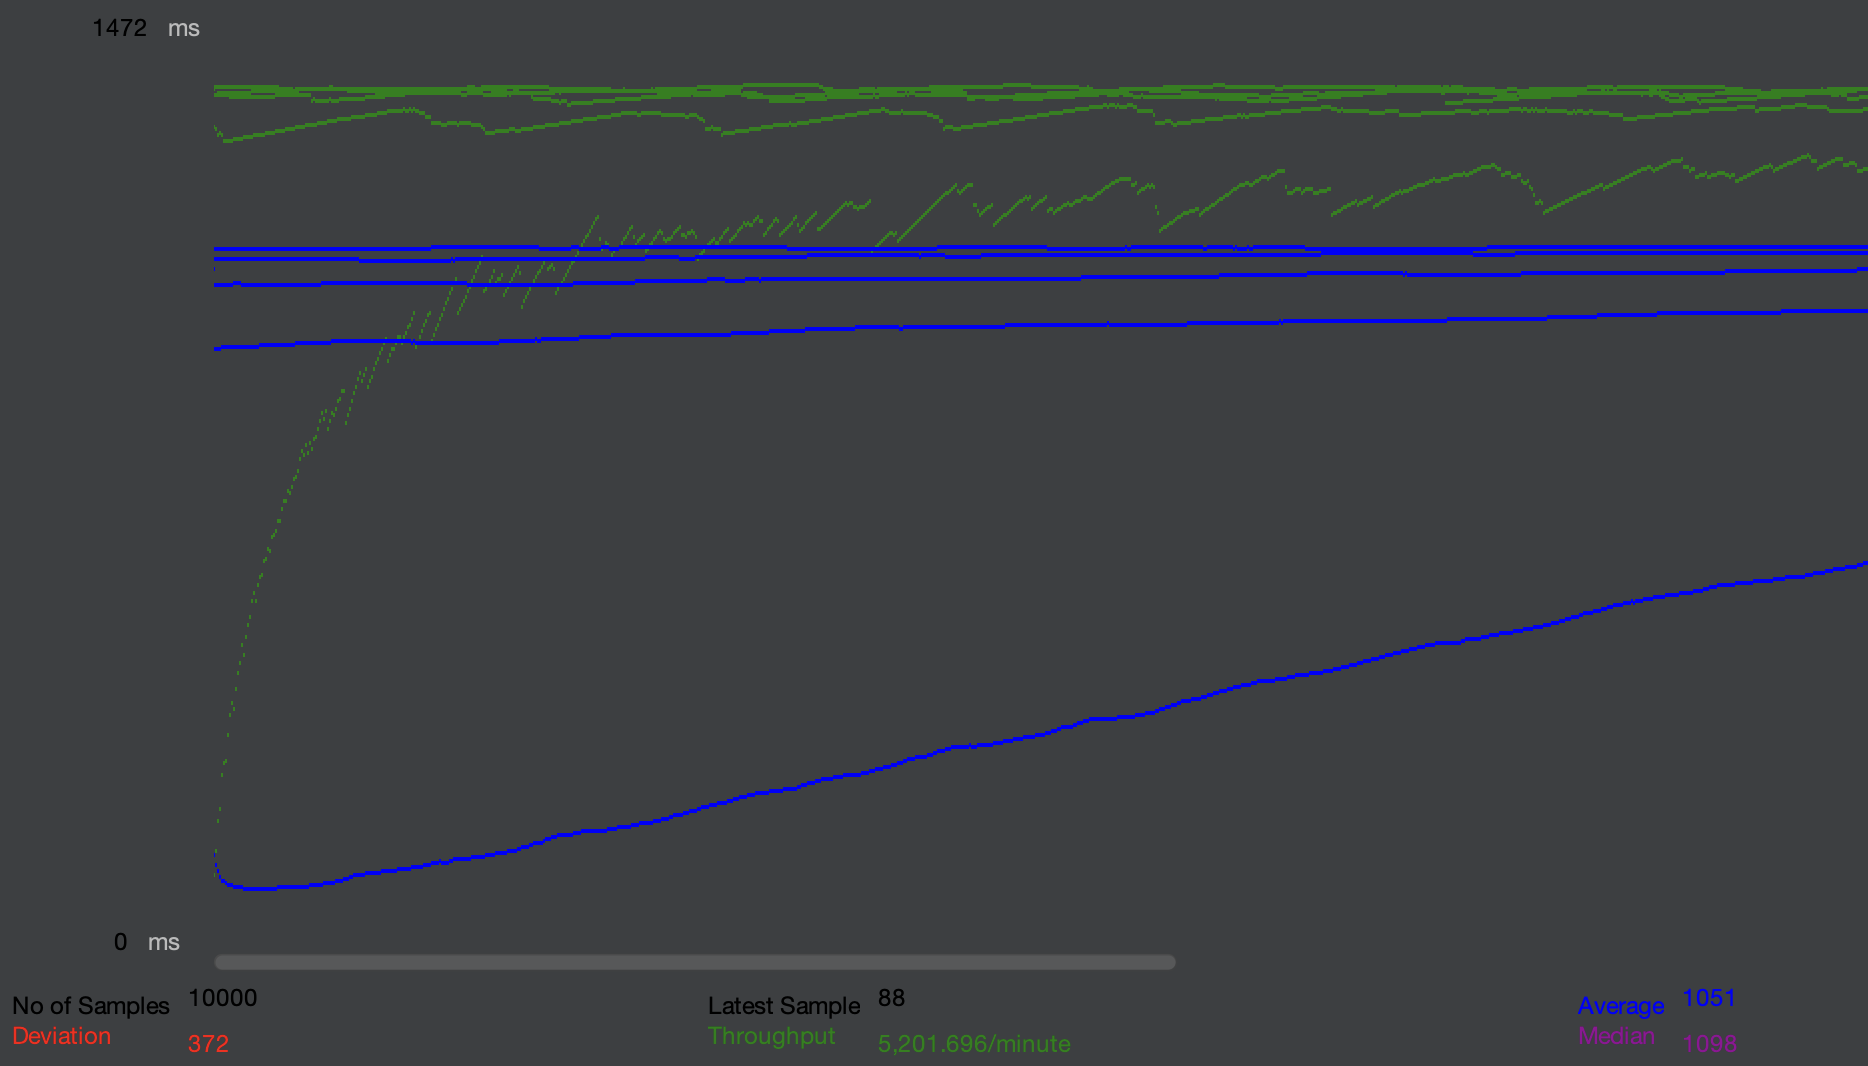 1472 ms
0 ms
No of Samples 10000 Latest Sample 88 Average 1051
Deviation 372 Throughput 5,201.696/minute Median 1098